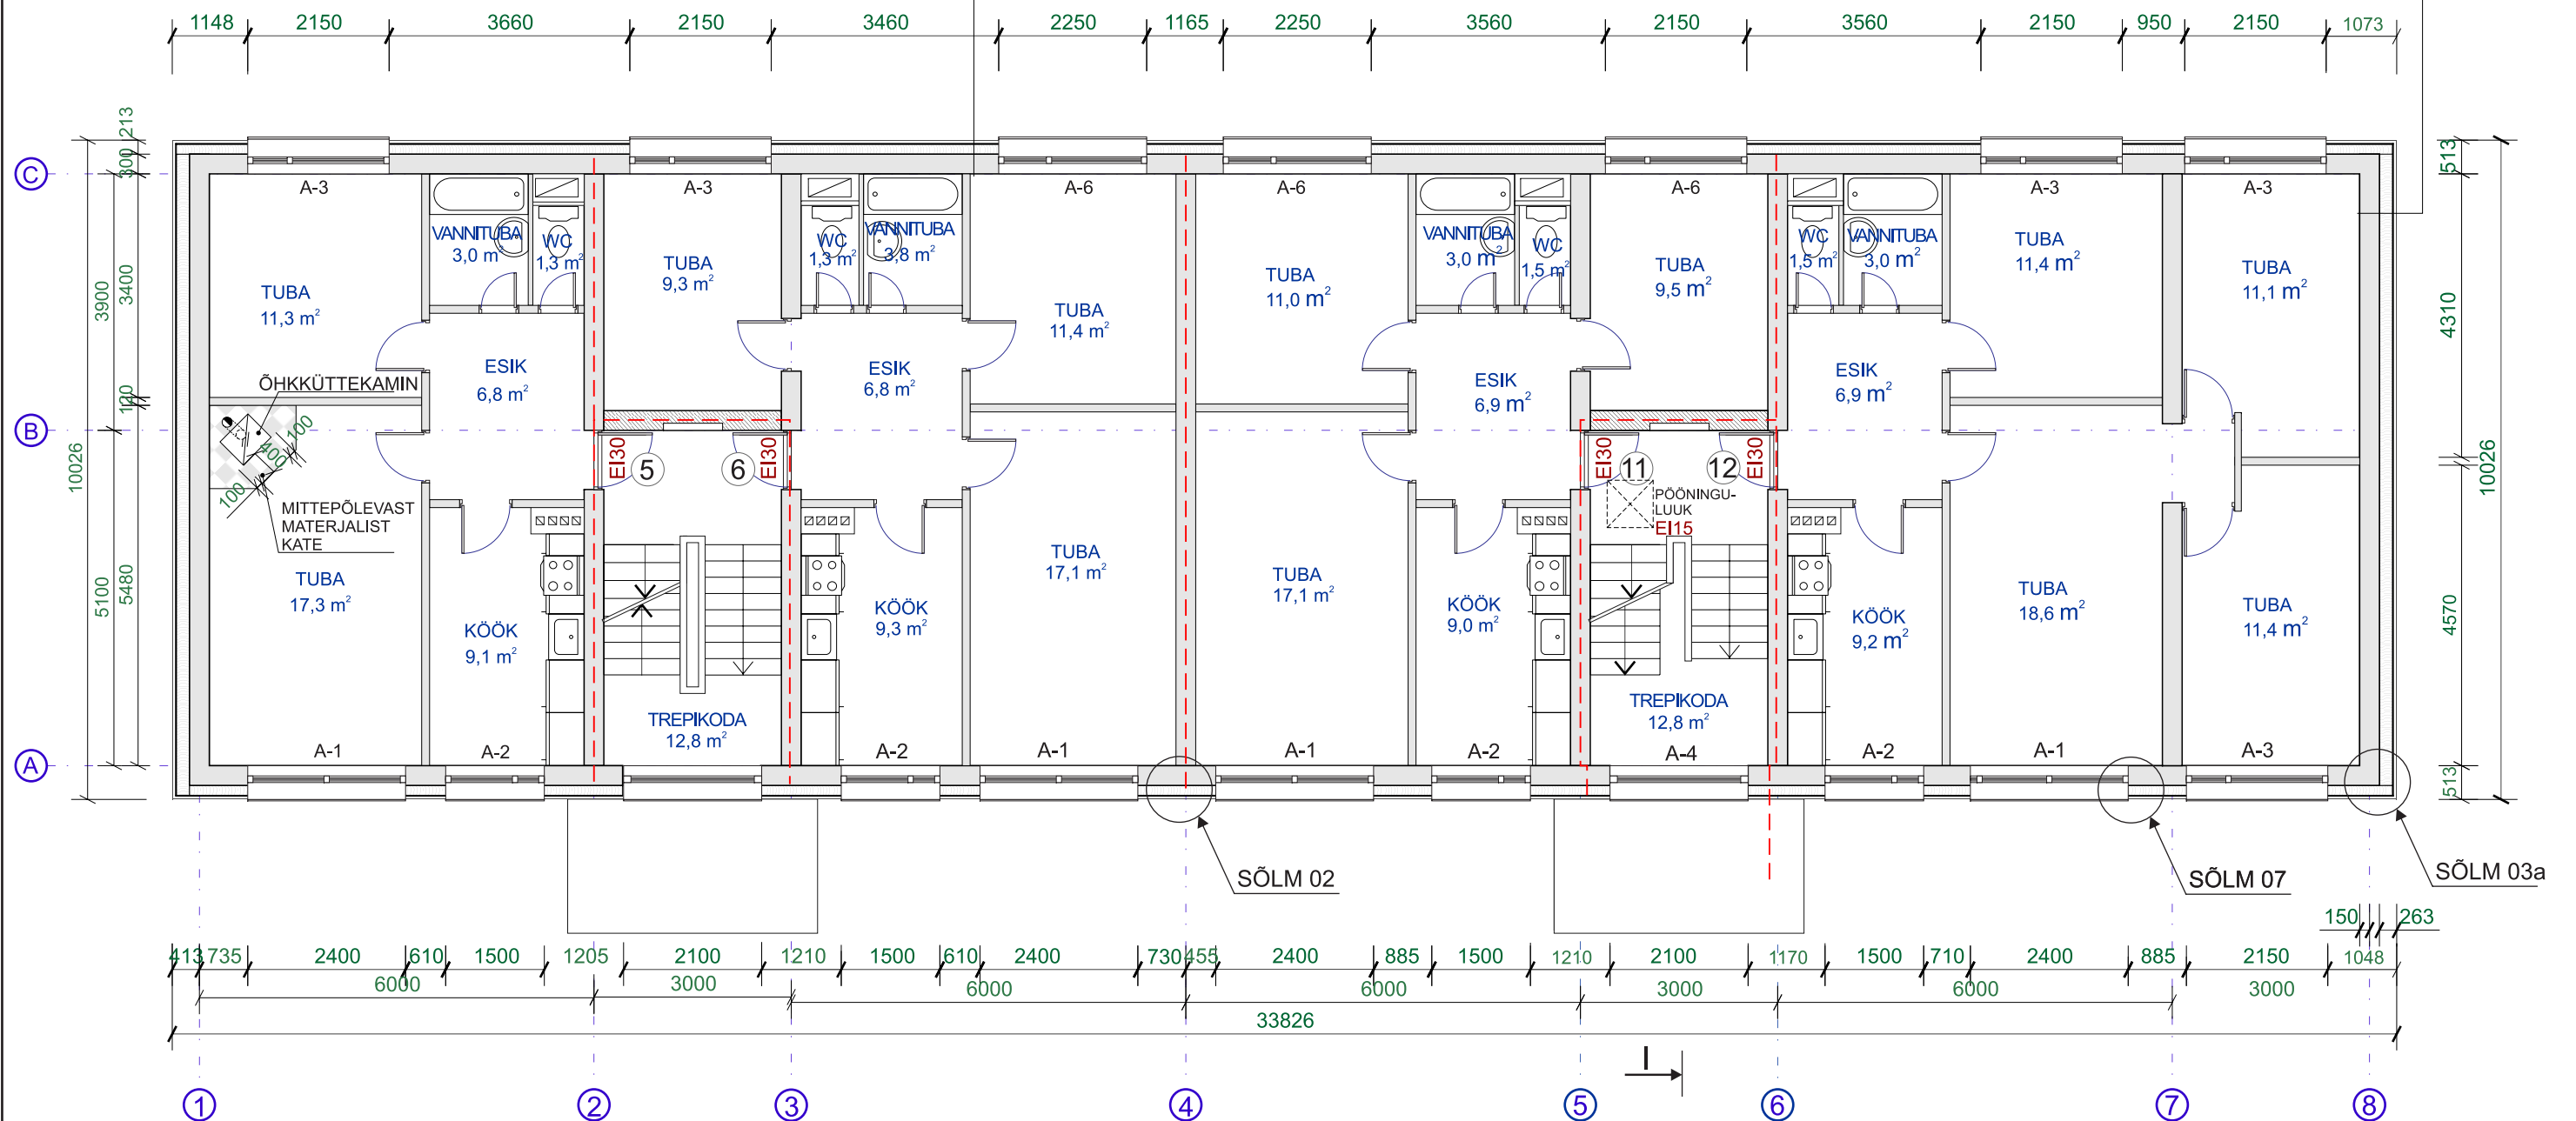 1148 2150 3660 2150 3460 2250 1165 2250 3560 2150 3560 2150 950 2150 1073
213
300
3400
3900
120
5480
5100
10026
C
B
A
A-3 A-3 A-6 A-6 A-6 A-3 A-3
VANNITUBA
3,0 m²
WC
1,3 m²
TUBA
11,3 m²
ESIK
6,8 m²
ÕHKKÜTTEKAMIN
100
400
100
MITTEPÕLEVAST
MATERJALIST
KATE
TUBA
17,3 m²
KÖÖK
9,1 m²
A-1
A-2
TUBA
9,3 m²
EI30
5
6
EI30
TREPIKODA
12,8 m²
WC
1,3 m²
VANNITUBA
3,8 m²
ESIK
6,8 m²
TUBA
11,4 m²
TUBA
17,1 m²
KÖÖK
9,3 m²
A-2
A-1
TUBA
11,0 m²
VANNITUBA
3,0 m²
WC
1,5 m²
ESIK
6,9 m²
TUBA
17,1 m²
KÖÖK
9,0 m²
A-1
A-2
TUBA
9,5 m²
EI30
11
12
EI30
PÖÖNINGU-
LUUK
EI15
TREPIKODA
12,8 m²
A-4
WC
1,5 m²
VANNITUBA
3,0 m²
ESIK
6,9 m²
TUBA
11,4 m²
TUBA
11,1 m²
TUBA
18,6 m²
KÖÖK
9,2 m²
TUBA
11,4 m²
A-2
A-1
A-3
513
4310
4570
513
10026
SÕLM 02
SÕLM 07
SÕLM 03a
150 263
413 735 2400 610 1500 1205 2100 1210 1500 610 2400 730 455 2400 885 1500 1210 2100 1170 1500 710 2400 885 2150 1048
6000 3000 6000 6000 3000 6000 3000
33826
I
1 2 3 4 5 6 7 8